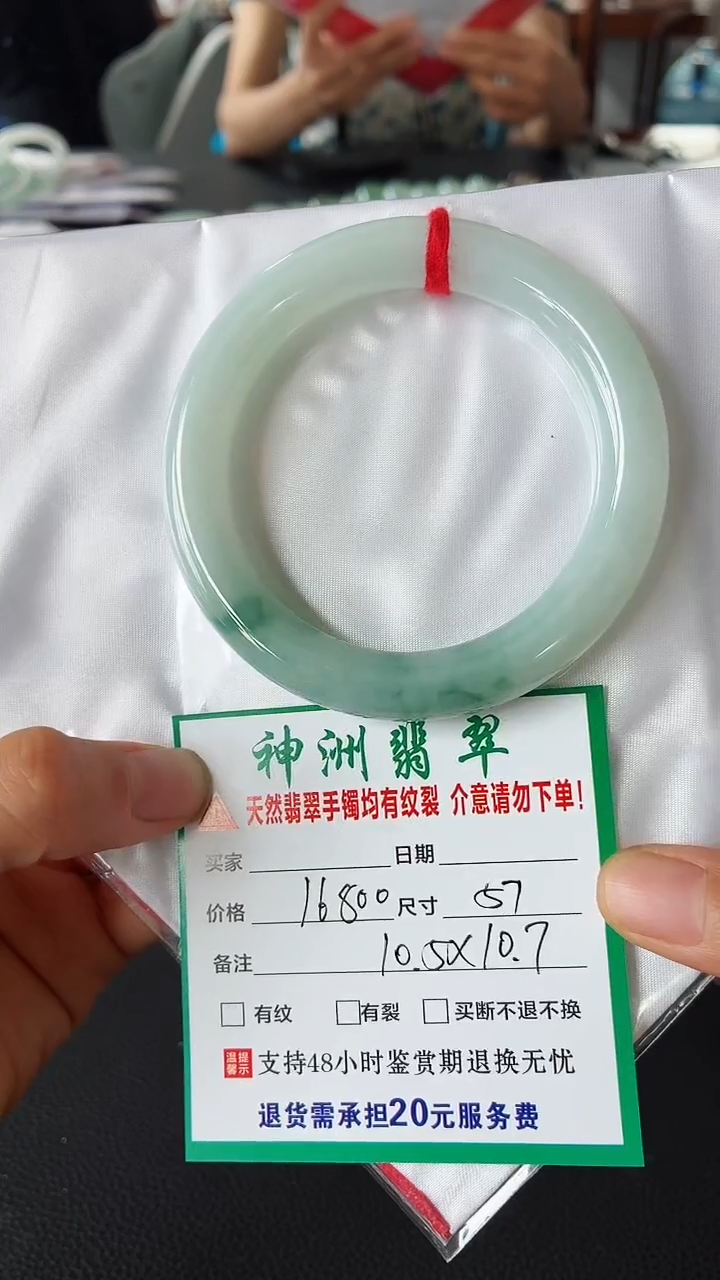 神洲翡翠
天然翡翠手镯均有纹裂 介意请勿下单!
买家 日期
价格 16800 尺寸 57
备注 10.5X10.7
有纹 有裂 买断不退不换
温馨提示 支持48小时鉴赏期退换无忧
退货需承担20元服务费